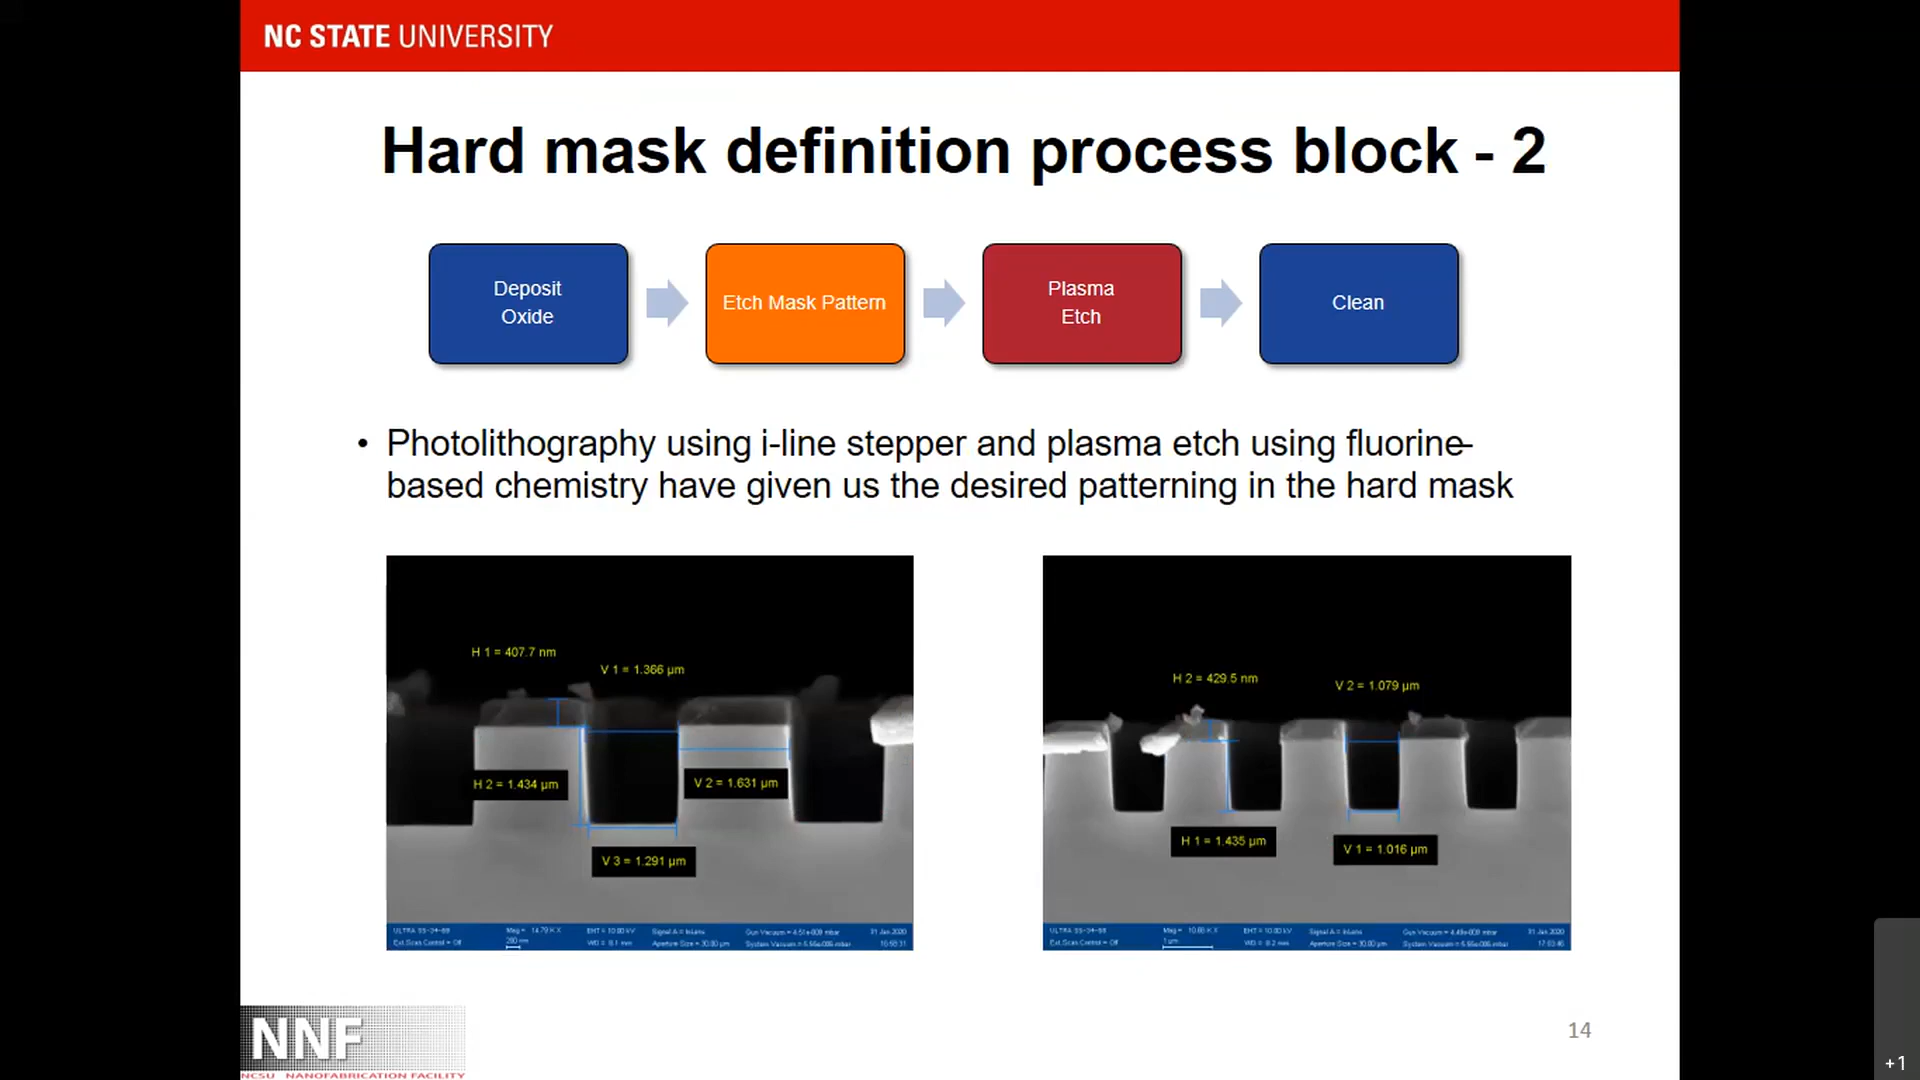 NC STATE UNIVERSITY
Hard mask definition process block - 2
Deposit
Oxide
Etch Mask Pattern
Plasma
Etch
Clean
• Photolithography using i-line stepper and plasma etch using fluorine-
based chemistry have given us the desired patterning in the hard mask
H 1 = 407.7 nm
V 1 = 1.366 µm
H 2 = 1.434 µm
V 2 = 1.631 µm
V 3 = 1.291 µm
H 2 = 429.5 nm
V 2 = 1.079 µm
H 1 = 1.435 µm
V 1 = 1.016 µm
NNF
NCSU NANOFABRICATION FACILITY
14
+1